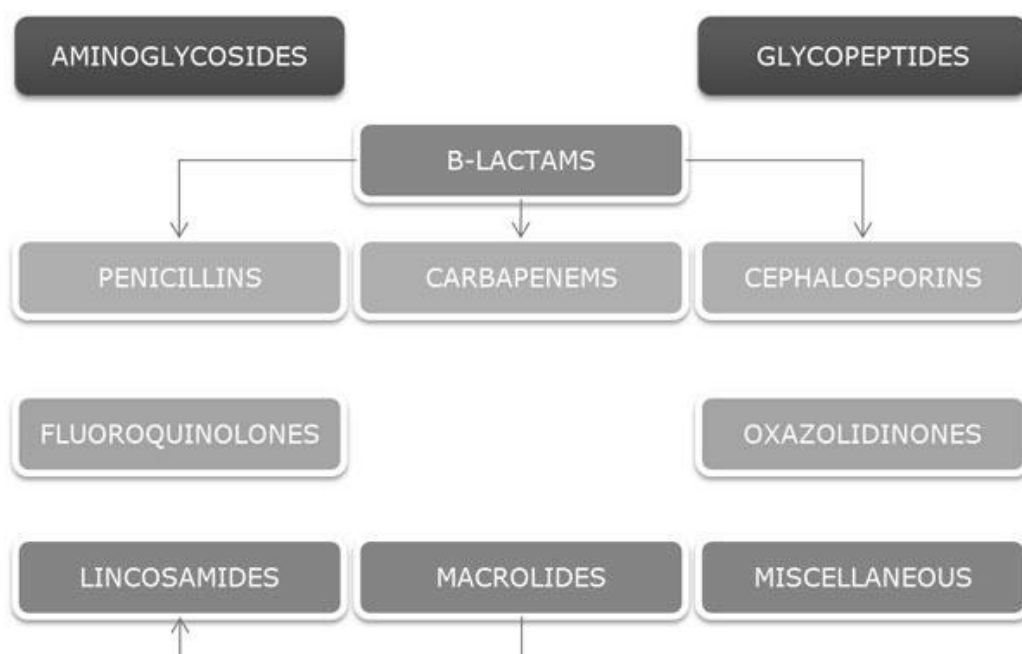 AMINOGLYCOSIDES
GLYCOPEPTIDES
B-LACTAMS
PENICILLINS
CARBAPENEMS
CEPHALOSPORINS
FLUOROQUINOLONES
OXAZOLIDINONES
LINCOSAMIDES
MACROLIDES
MISCELLANEOUS